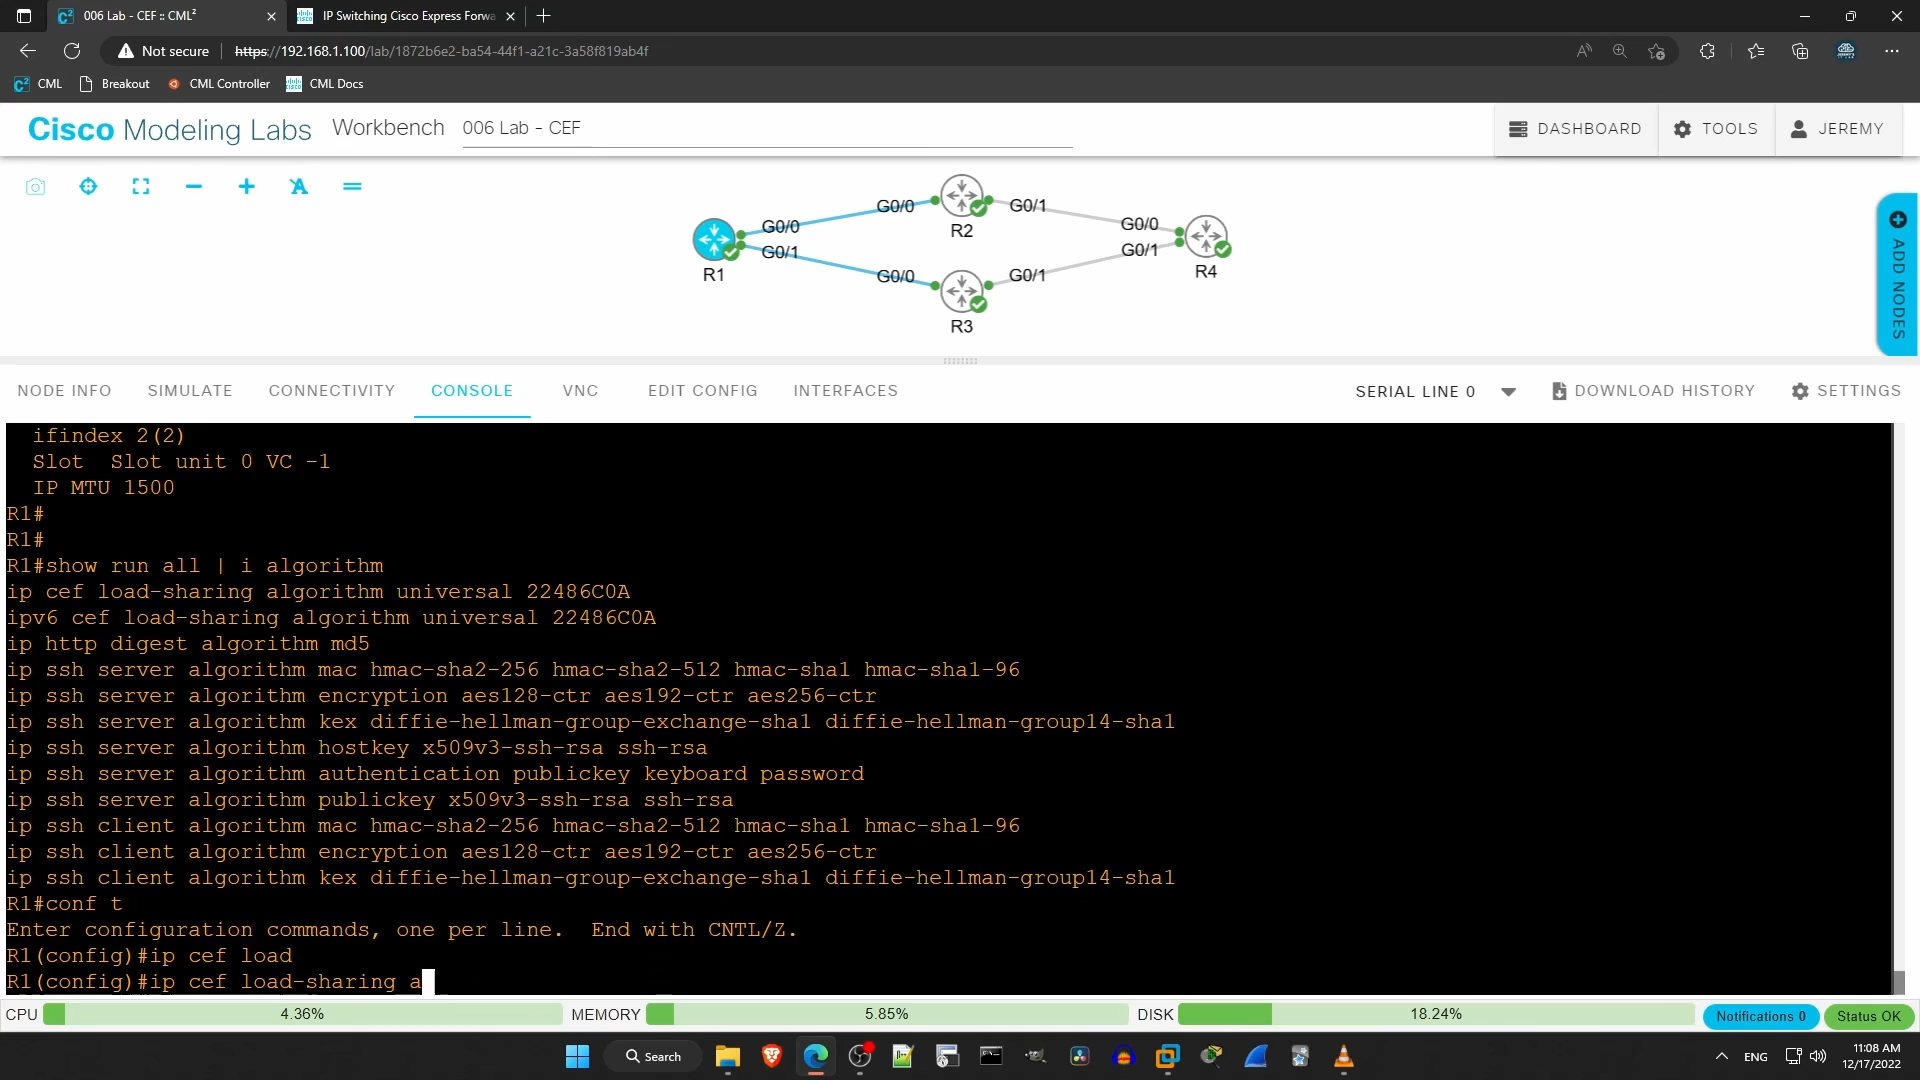 006 Lab - CEF :: CML²
IP Switching Cisco Express Forwa
Not secure
https://192.168.1.100/lab/1872b6e2-ba54-44f1-a21c-3a58f819ab4f
CML
Breakout
CML Controller
CML Docs
Cisco Modeling Labs
Workbench
006 Lab - CEF
DASHBOARD
TOOLS
JEREMY
G0/0
G0/0
G0/1
G0/0
R2
G0/1
R1
G0/1
R4
G0/0
G0/1
R3
ADD NODES
NODE INFO
SIMULATE
CONNECTIVITY
CONSOLE
VNC
EDIT CONFIG
INTERFACES
SERIAL LINE 0
DOWNLOAD HISTORY
SETTINGS
ifindex 2(2)
Slot  Slot unit 0 VC -1
IP MTU 1500
R1#
R1#
R1#show run all | i algorithm
ip cef load-sharing algorithm universal 22486C0A
ipv6 cef load-sharing algorithm universal 22486C0A
ip http digest algorithm md5
ip ssh server algorithm mac hmac-sha2-256 hmac-sha2-512 hmac-sha1 hmac-sha1-96
ip ssh server algorithm encryption aes128-ctr aes192-ctr aes256-ctr
ip ssh server algorithm kex diffie-hellman-group-exchange-sha1 diffie-hellman-group14-sha1
ip ssh server algorithm hostkey x509v3-ssh-rsa ssh-rsa
ip ssh server algorithm authentication publickey keyboard password
ip ssh server algorithm publickey x509v3-ssh-rsa ssh-rsa
ip ssh client algorithm mac hmac-sha2-256 hmac-sha2-512 hmac-sha1 hmac-sha1-96
ip ssh client algorithm encryption aes128-ctr aes192-ctr aes256-ctr
ip ssh client algorithm kex diffie-hellman-group-exchange-sha1 diffie-hellman-group14-sha1
R1#conf t
Enter configuration commands, one per line.  End with CNTL/Z.
R1(config)#ip cef load
R1(config)#ip cef load-sharing a
CPU
4.36%
MEMORY
5.85%
DISK
18.24%
Notifications 0
Status OK
Search
ENG
11:08 AM
12/17/2022